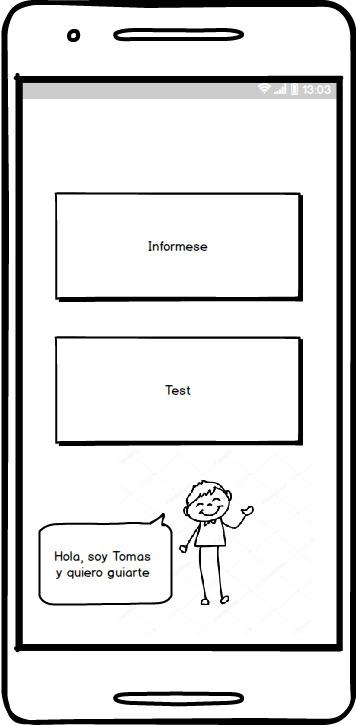 13:03
Informese
Test
Hola, soy Tomas
y quiero guiarte